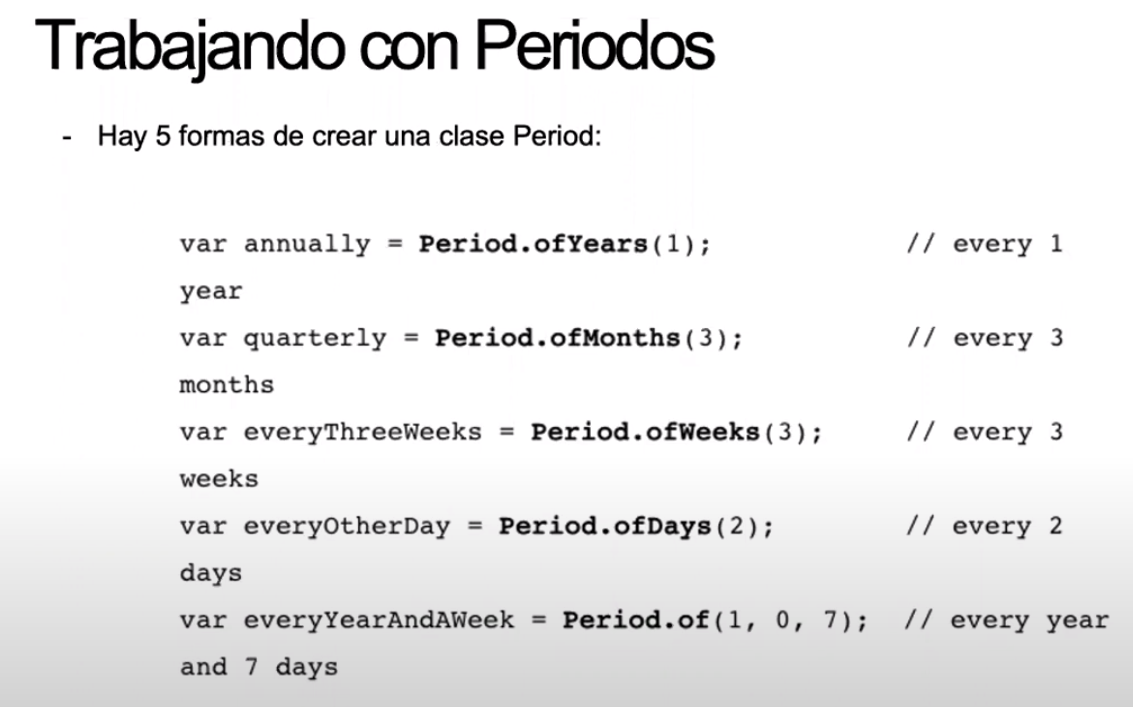 Trabajando con Periodos
- Hay 5 formas de crear una clase Period:
var annually = Period.ofYears(1); // every 1
year
var quarterly = Period.ofMonths(3); // every 3
months
var everyThreeWeeks = Period.ofWeeks(3); // every 3
weeks
var everyOtherDay = Period.ofDays(2); // every 2
days
var everyYearAndAWeek = Period.of(1, 0, 7); // every year
and 7 days